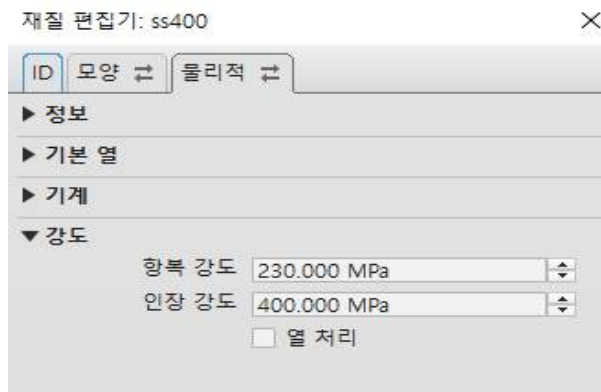 재질 편집기: ss400
ID 모양 물리적
정보
기본 열
기계
강도
항복 강도 230.000 MPa
인장 강도 400.000 MPa
열 처리